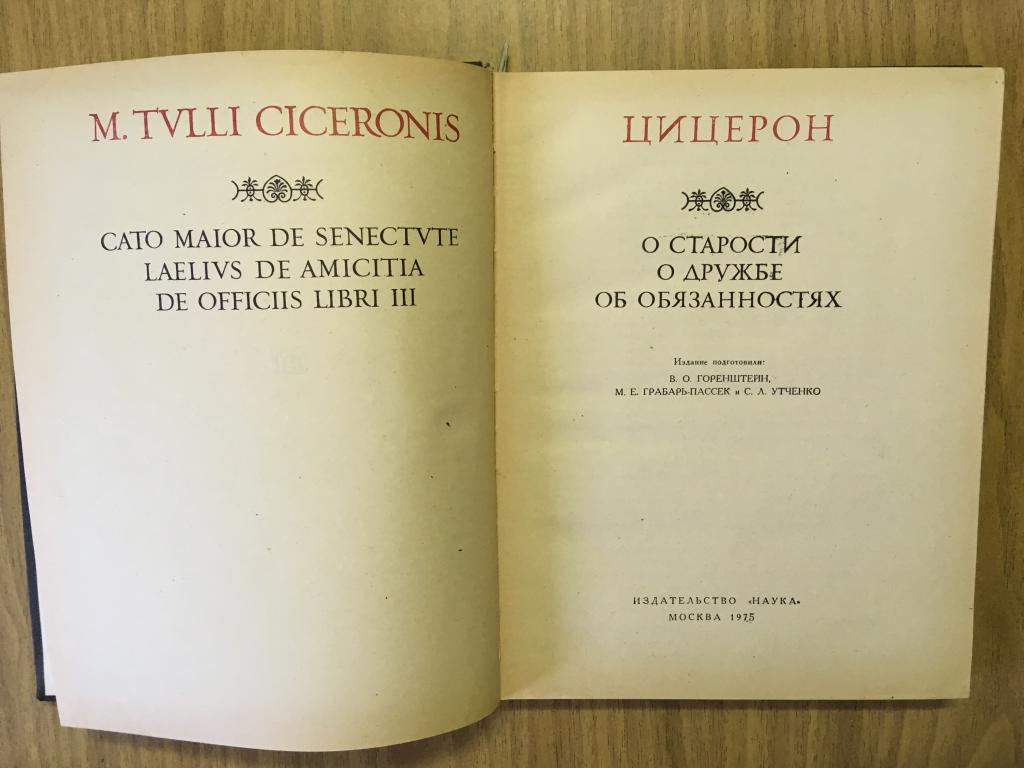 M. TVLLI CICERONIS
CATO MAIOR DE SENECTVTE
LAELIVS DE AMICITIA
DE OFFICIIS LIBRI III
ЦИЦЕРОН
О СТАРОСТИ
О ДРУЖБЕ
ОБ ОБЯЗАННОСТЯХ
Издание подготовили:
В. О. ГОРЕНШТЕЙН,
М. Е. ГРАБАРЬ-ПАССЕК и С. Л. УТЧЕНКО
ИЗДАТЕЛЬСТВО «НАУКА»
МОСКВА 1975